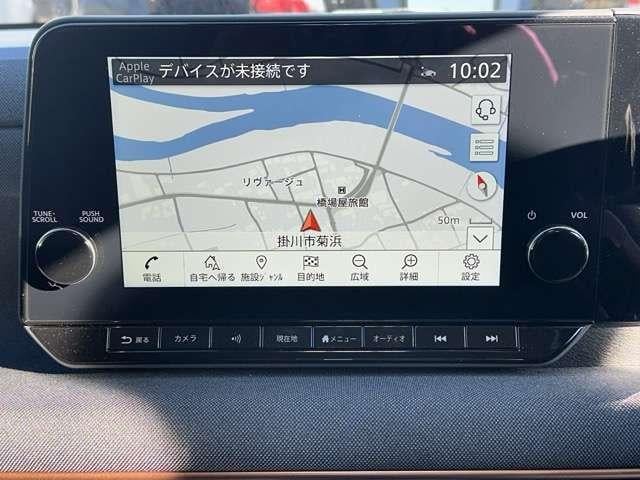 Apple
CarPlay
デバイスが未接続です
10:02
リヴァージュ
H
橋場屋旅館
50m
掛川市菊浜
電話
自宅へ帰る
施設ジャンル
目的地
広域
詳細
設定
TUNE·
SCROLL
PUSH
SOUND
VOL
戻る
カメラ
現在地
メニュー
オーディオ